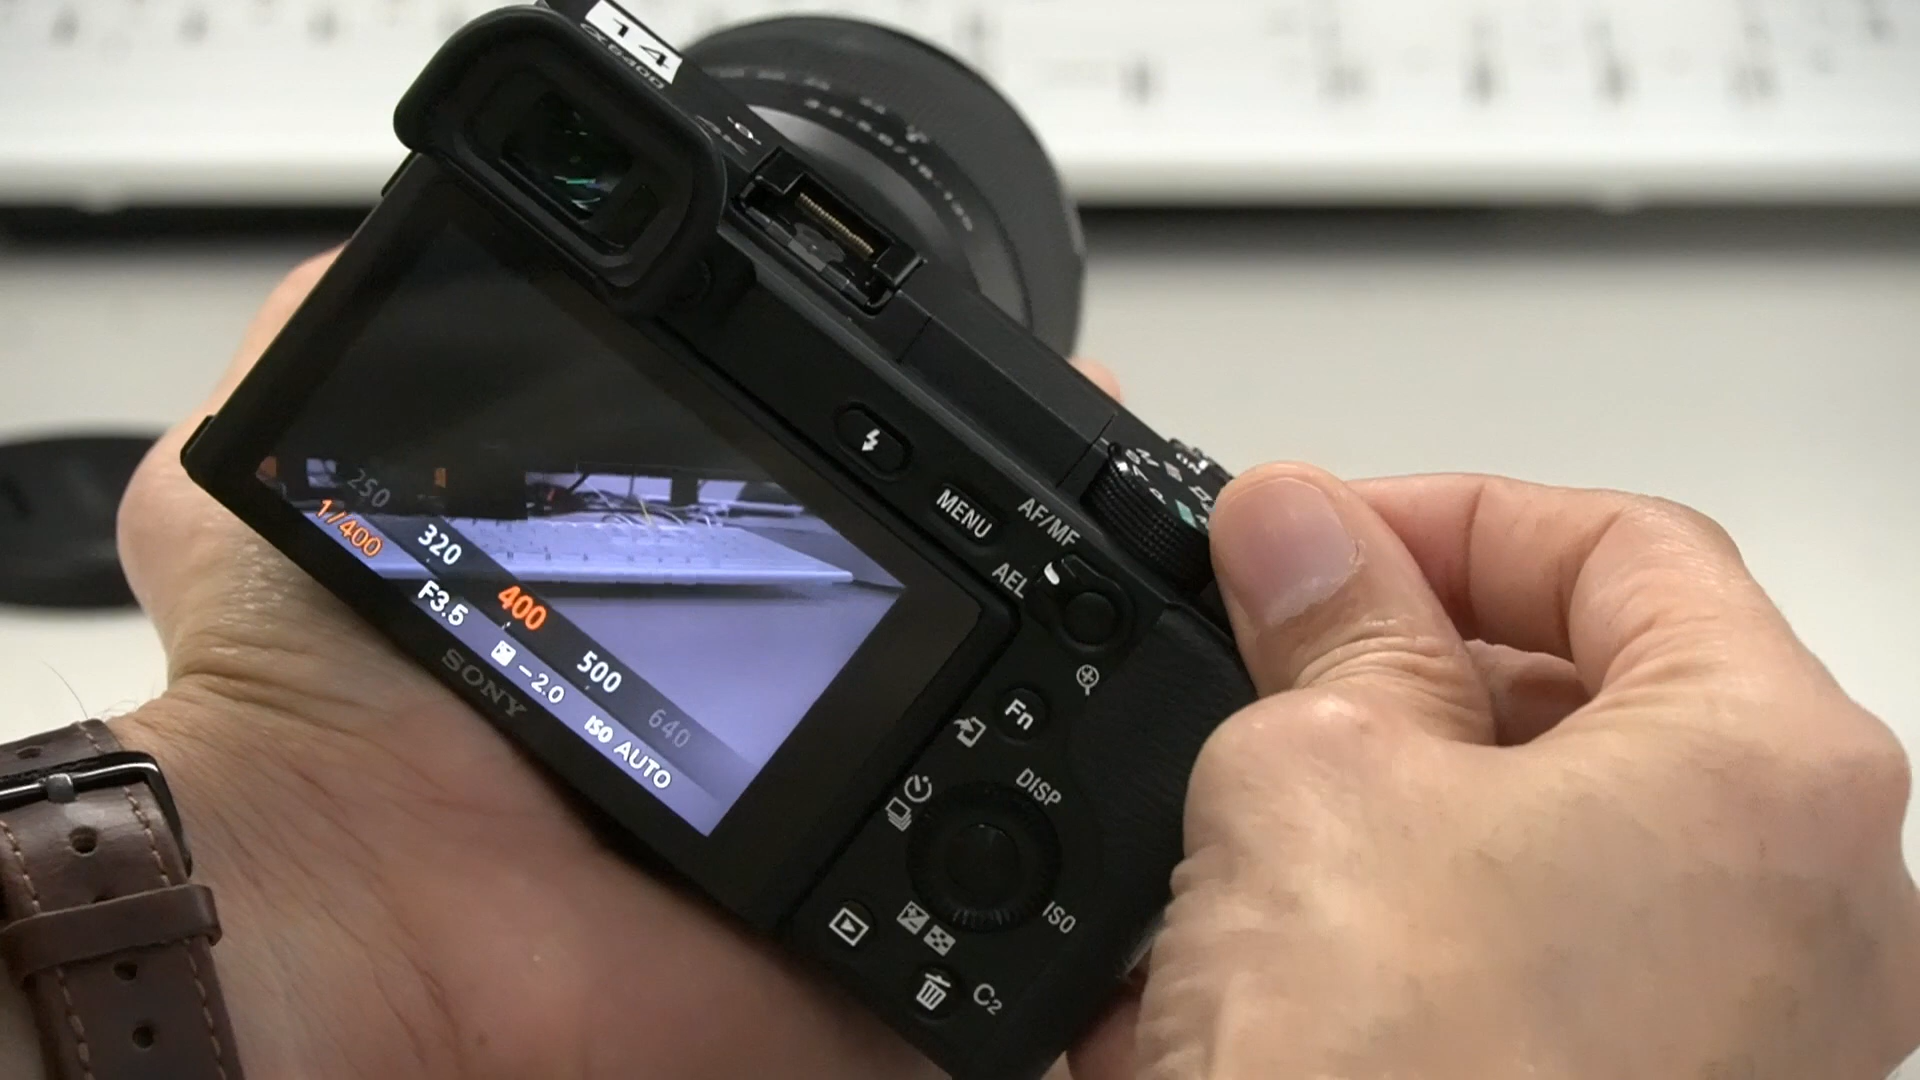 14
α6400
MENU
AF/MF
AEL
250
1/400
320
F3.5
400
500
640
-2.0
ISO AUTO
SONY
Fn
DISP
ISO
C2